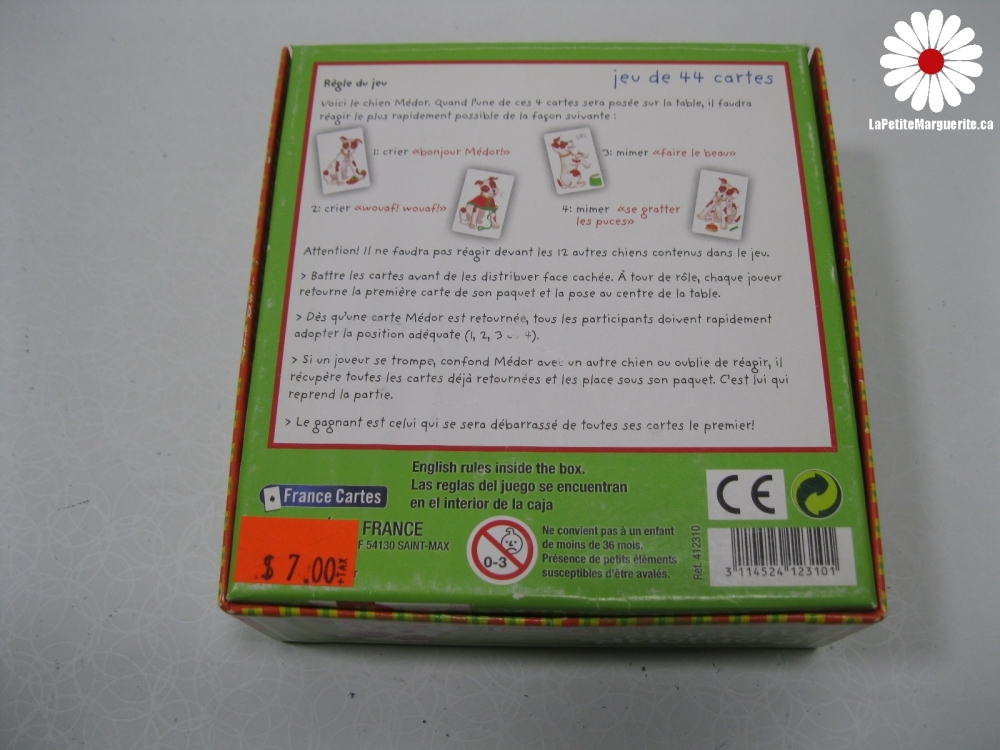 LaPetiteMarguerite.ca
jeu de 44 cartes
Règle du jeu
Voici le chien Médor. Quand l'une de ces 4 cartes sera posée sur la table, il faudra
réagir le plus rapidement possible de la façon suivante :
1: crier «bonjour Médor!»
3: mimer «faire le beau»
2: crier «wouaf! wouaf!»
4: mimer «se gratter
les puces»
Attention! Il ne faudra pas réagir devant les 12 autres chiens contenus dans le jeu.
> Battre les cartes avant de les distribuer face cachée. À tour de rôle, chaque joueur
retourne la première carte de son paquet et la pose au centre de la table.
> Dès qu'une carte Médor est retournée, tous les participants doivent rapidement
adopter la position adéquate (1, 2, 3 4).
> Si un joueur se trompe, confond Médor avec un autre chien ou oublie de réagir, il
récupère toutes les cartes déjà retournées et les place sous son paquet. C'est lui qui
reprend la partie.
> Le gagnant est celui qui se sera débarrassé de toutes ses cartes le premier!
English rules inside the box.
Las reglas del juego se encuentran
en el interior de la caja
France Cartes
FRANCE
F 54130 SAINT-MAX
$ 7.00 +TAX
0-3
Ne convient pas à un enfant
de moins de 36 mois.
Présence de petits éléments
susceptibles d'être avalés.
CE
Réf. 412310
3 114524 123101